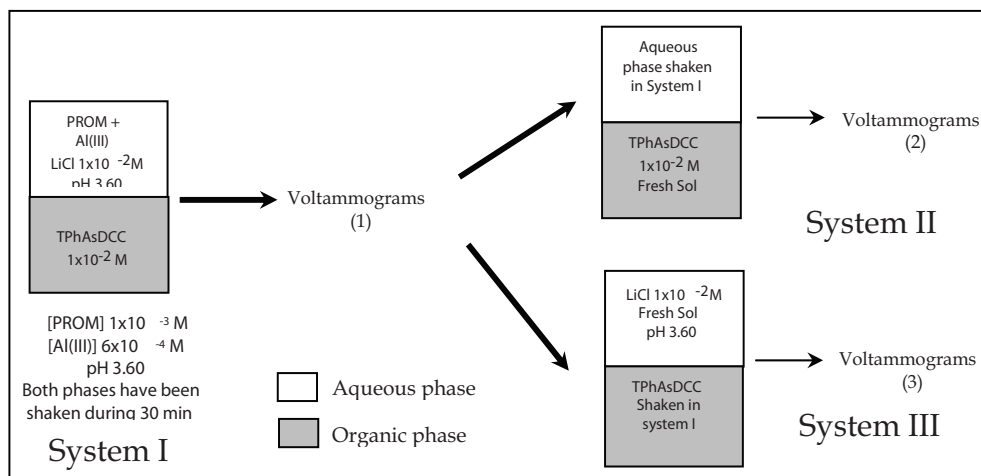 PROM +
Al(III)
LiCl 1x10 -2M
pH 3.60
TPhAsDCC
1x10-2 M
[PROM] 1x10 -3 M
[Al(III)] 6x10 -4 M
pH 3.60
Both phases have been
shaken during 30 min
System I
Voltammograms
(1)
Aqueous phase
Organic phase
Aqueous
phase shaken
in System I
TPhAsDCC
1x10-2 M
Fresh Sol
Voltammograms
(2)
System II
LiCl 1x10 -2M
Fresh Sol
pH 3.60
TPhAsDCC
Shaken in
system I
Voltammograms
(3)
System III